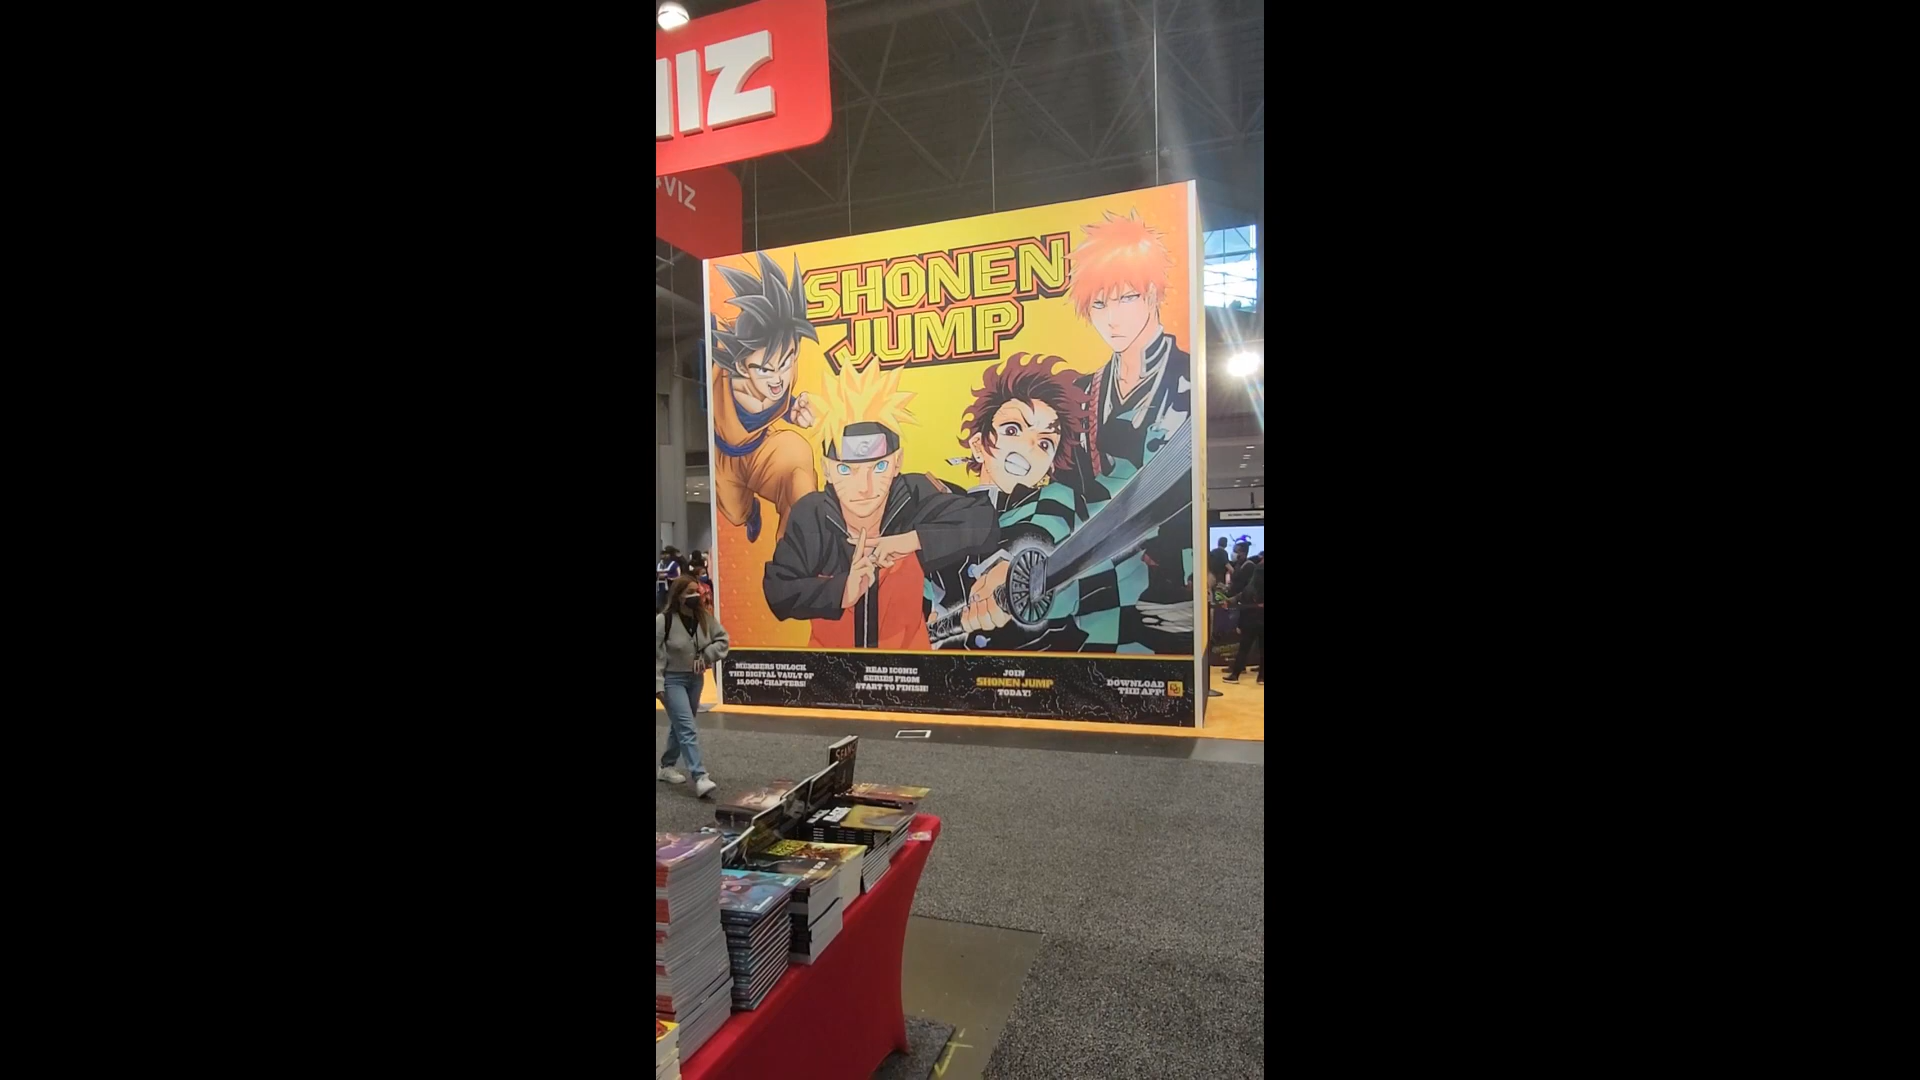 VIZ
VIZ
SHONEN
JUMP
MEMBERS UNLOCK
THE DIGITAL VAULT OF
15,000+ CHAPTERS!
READ ICONIC
SERIES FROM
START TO FINISH!
JOIN
SHONEN JUMP
TODAY!
DOWNLOAD
THE APP!